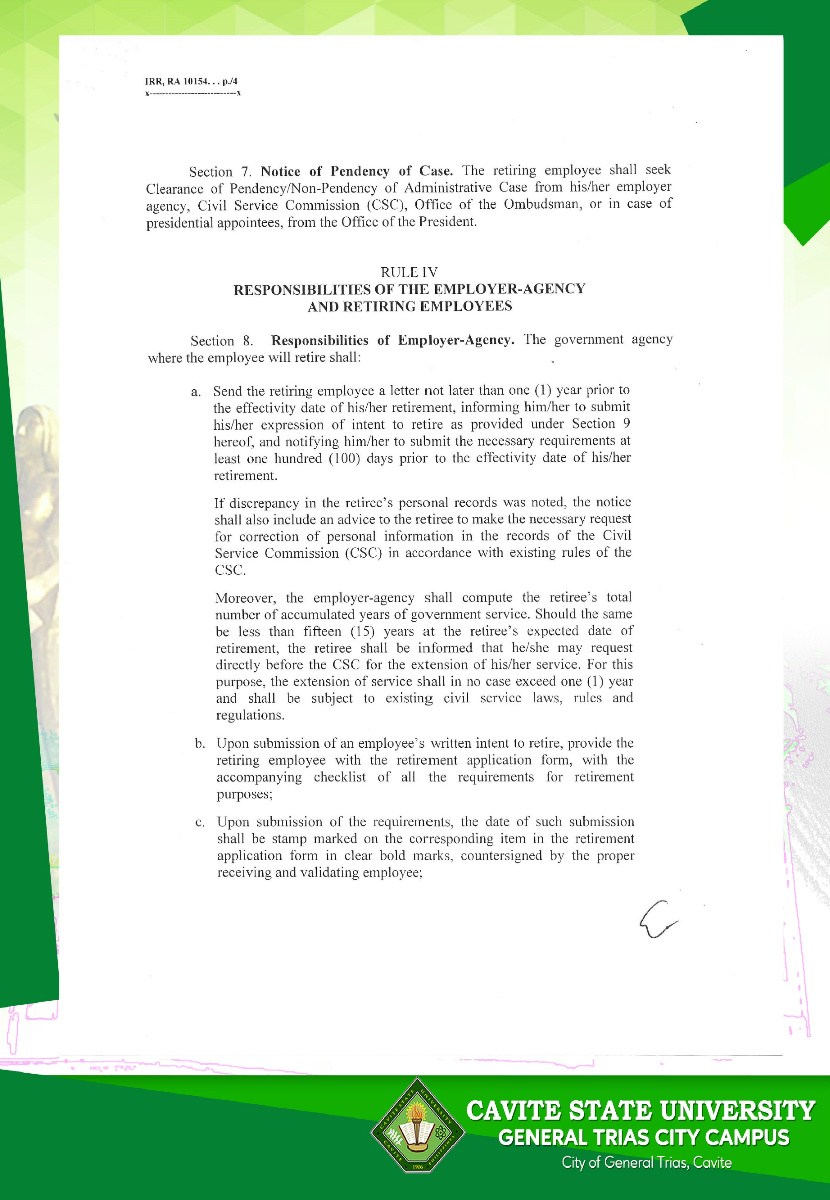 IRR, RA 10154. . . p./4
x----------------------------x
Section 7. Notice of Pendency of Case. The retiring employee shall seek
Clearance of Pendency/Non-Pendency of Administrative Case from his/her employer
agency, Civil Service Commission (CSC), Office of the Ombudsman, or in case of
presidential appointees, from the Office of the President.
RULE IV
RESPONSIBILITIES OF THE EMPLOYER-AGENCY
AND RETIRING EMPLOYEES
Section 8. Responsibilities of Employer-Agency. The government agency
where the employee will retire shall:
a. Send the retiring employee a letter not later than one (1) year prior to
the effectivity date of his/her retirement, informing him/her to submit
his/her expression of intent to retire as provided under Section 9
hereof, and notifying him/her to submit the necessary requirements at
least one hundred (100) days prior to the effectivity date of his/her
retirement.
If discrepancy in the retiree's personal records was noted, the notice
shall also include an advice to the retiree to make the necessary request
for correction of personal information in the records of the Civil
Service Commission (CSC) in accordance with existing rules of the
CSC.
Moreover, the employer-agency shall compute the retiree's total
number of accumulated years of government service. Should the same
be less than fifteen (15) years at the retiree's expected date of
retirement, the retiree shall be informed that he/she may request
directly before the CSC for the extension of his/her service. For this
purpose, the extension of service shall in no case exceed one (1) year
and shall be subject to existing civil service laws, rules and
regulations.
b. Upon submission of an employee's written intent to retire, provide the
retiring employee with the retirement application form, with the
accompanying checklist of all the requirements for retirement
purposes;
c. Upon submission of the requirements, the date of such submission
shall be stamp marked on the corresponding item in the retirement
application form in clear bold marks, countersigned by the proper
receiving and validating employee;
CAVITE STATE UNIVERSITY
GENERAL TRIAS CITY CAMPUS
City of General Trias, Cavite
1906